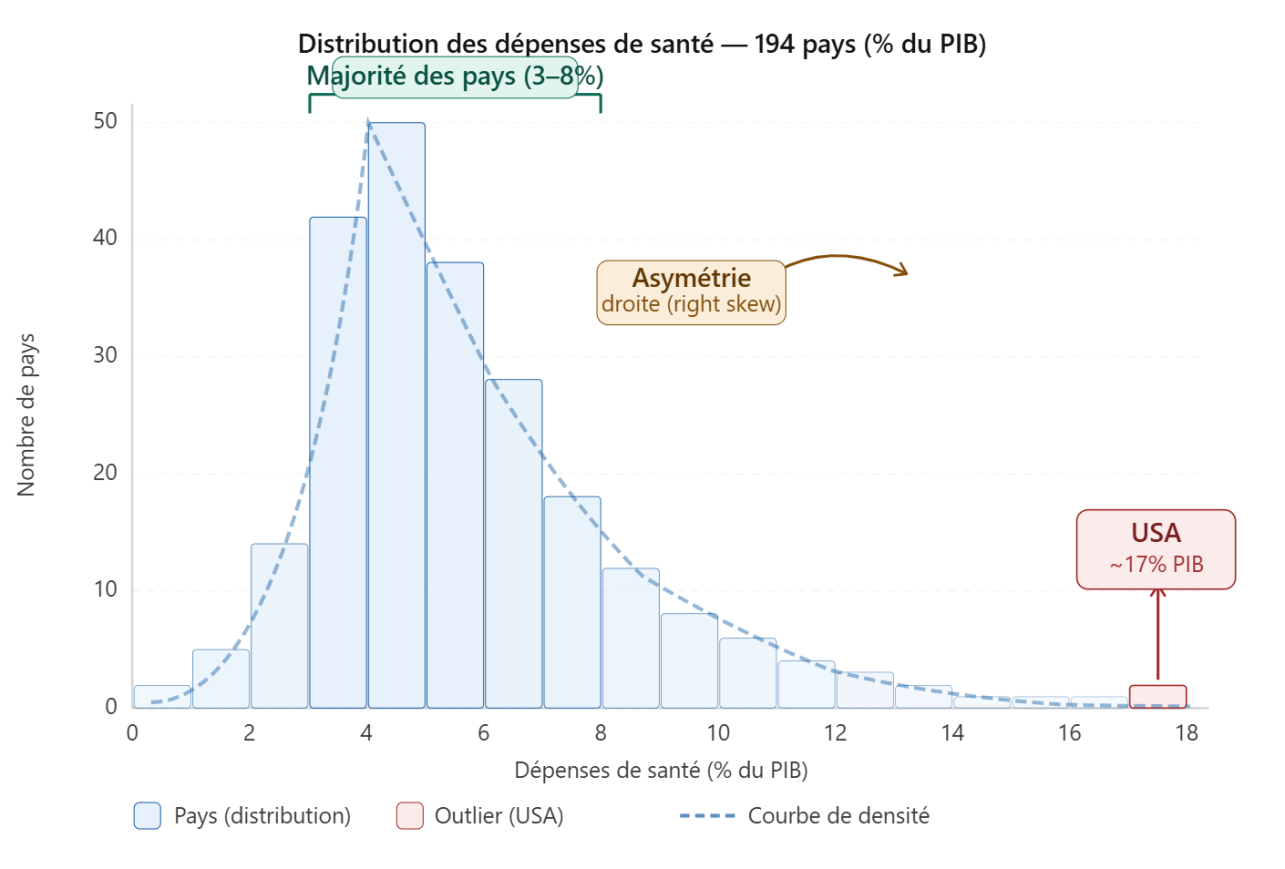 Distribution des dépenses de santé — 194 pays (% du PIB)
Majorité des pays (3–8%)
50
40
30
20
10
0
Nombre de pays
Asymétrie
droite (right skew)
USA
~17% PIB
0 2 4 6 8 10 12 14 16 18
Dépenses de santé (% du PIB)
Pays (distribution) Outlier (USA) Courbe de densité